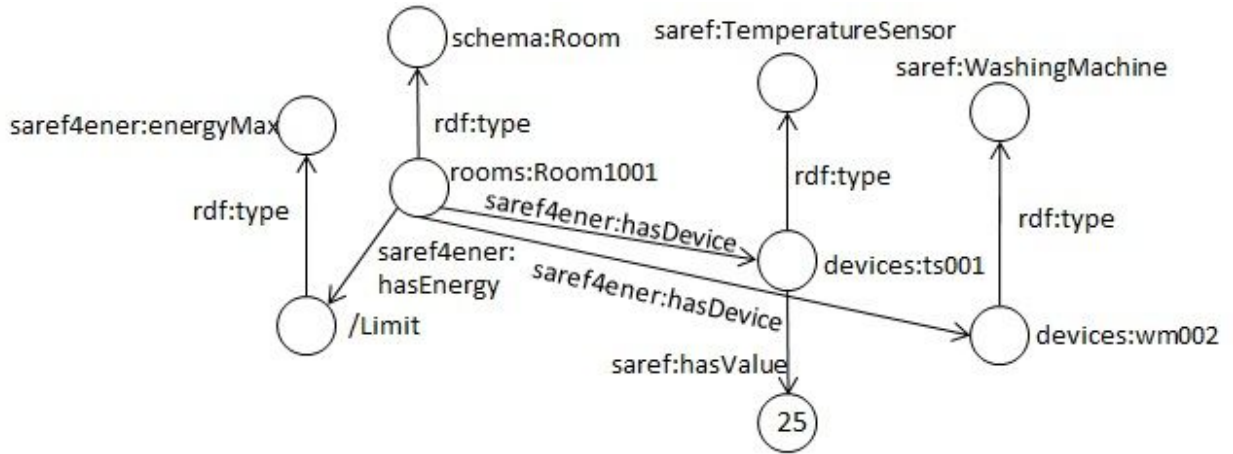 schema:Room
saref:TemperatureSensor
saref:WashingMachine
saref4ener:energyMax
rdf:type
rooms:Room1001
rdf:type
rdf:type
rdf:type
saref4ener:hasDevice
saref4ener:
hasEnergy
saref4ener:hasDevice
devices:ts001
/Limit
devices:wm002
saref:hasValue
25